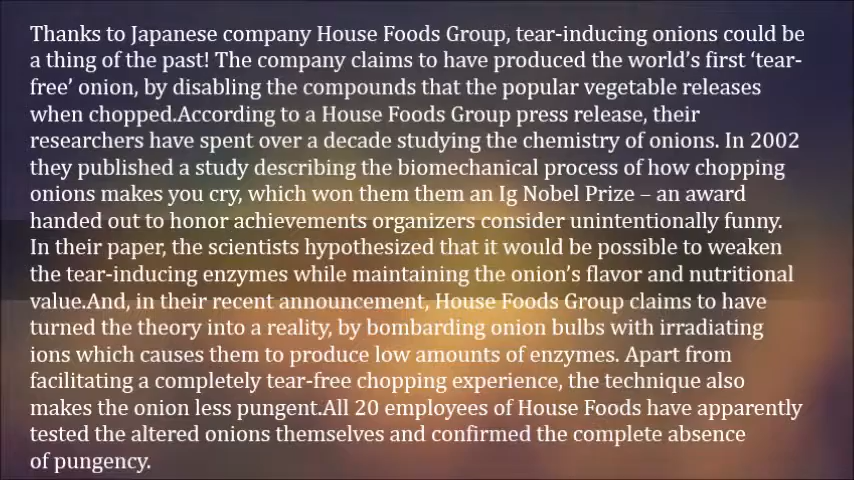 Thanks to Japanese company House Foods Group, tear-inducing onions could be
a thing of the past! The company claims to have produced the world’s first ‘tear-
free’ onion, by disabling the compounds that the popular vegetable releases
when chopped.According to a House Foods Group press release, their
researchers have spent over a decade studying the chemistry of onions. In 2002
they published a study describing the biomechanical process of how chopping
onions makes you cry, which won them them an Ig Nobel Prize – an award
handed out to honor achievements organizers consider unintentionally funny.
In their paper, the scientists hypothesized that it would be possible to weaken
the tear-inducing enzymes while maintaining the onion’s flavor and nutritional
value.And, in their recent announcement, House Foods Group claims to have
turned the theory into a reality, by bombarding onion bulbs with irradiating
ions which causes them to produce low amounts of enzymes. Apart from
facilitating a completely tear-free chopping experience, the technique also
makes the onion less pungent.All 20 employees of House Foods have apparently
tested the altered onions themselves and confirmed the complete absence
of pungency.